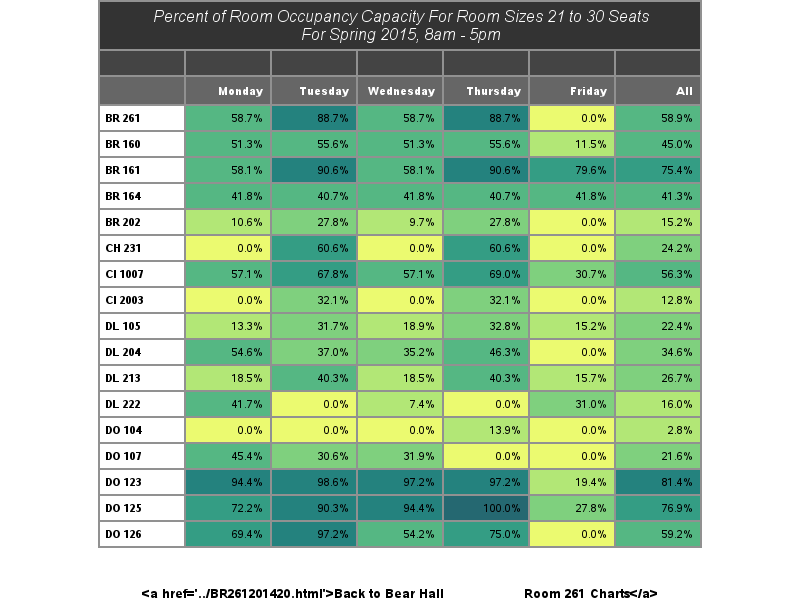 Percent of Room Occupancy Capacity For Room Sizes 21 to 30 Seats
For Spring 2015, 8am - 5pm
Monday Tuesday Wednesday Thursday Friday All
BR 261 58.7% 88.7% 58.7% 88.7% 0.0% 58.9%
BR 160 51.3% 55.6% 51.3% 55.6% 11.5% 45.0%
BR 161 58.1% 90.6% 58.1% 90.6% 79.6% 75.4%
BR 164 41.8% 40.7% 41.8% 40.7% 41.8% 41.3%
BR 202 10.6% 27.8% 9.7% 27.8% 0.0% 15.2%
CH 231 0.0% 60.6% 0.0% 60.6% 0.0% 24.2%
CI 1007 57.1% 67.8% 57.1% 69.0% 30.7% 56.3%
CI 2003 0.0% 32.1% 0.0% 32.1% 0.0% 12.8%
DL 105 13.3% 31.7% 18.9% 32.8% 15.2% 22.4%
DL 204 54.6% 37.0% 35.2% 46.3% 0.0% 34.6%
DL 213 18.5% 40.3% 18.5% 40.3% 15.7% 26.7%
DL 222 41.7% 0.0% 7.4% 0.0% 31.0% 16.0%
DO 104 0.0% 0.0% 0.0% 13.9% 0.0% 2.8%
DO 107 45.4% 30.6% 31.9% 0.0% 0.0% 21.6%
DO 123 94.4% 98.6% 97.2% 97.2% 19.4% 81.4%
DO 125 72.2% 90.3% 94.4% 100.0% 27.8% 76.9%
DO 126 69.4% 97.2% 54.2% 75.0% 0.0% 59.2%
<a href='../BR261201420.html'>Back to Bear Hall Room 261 Charts</a>